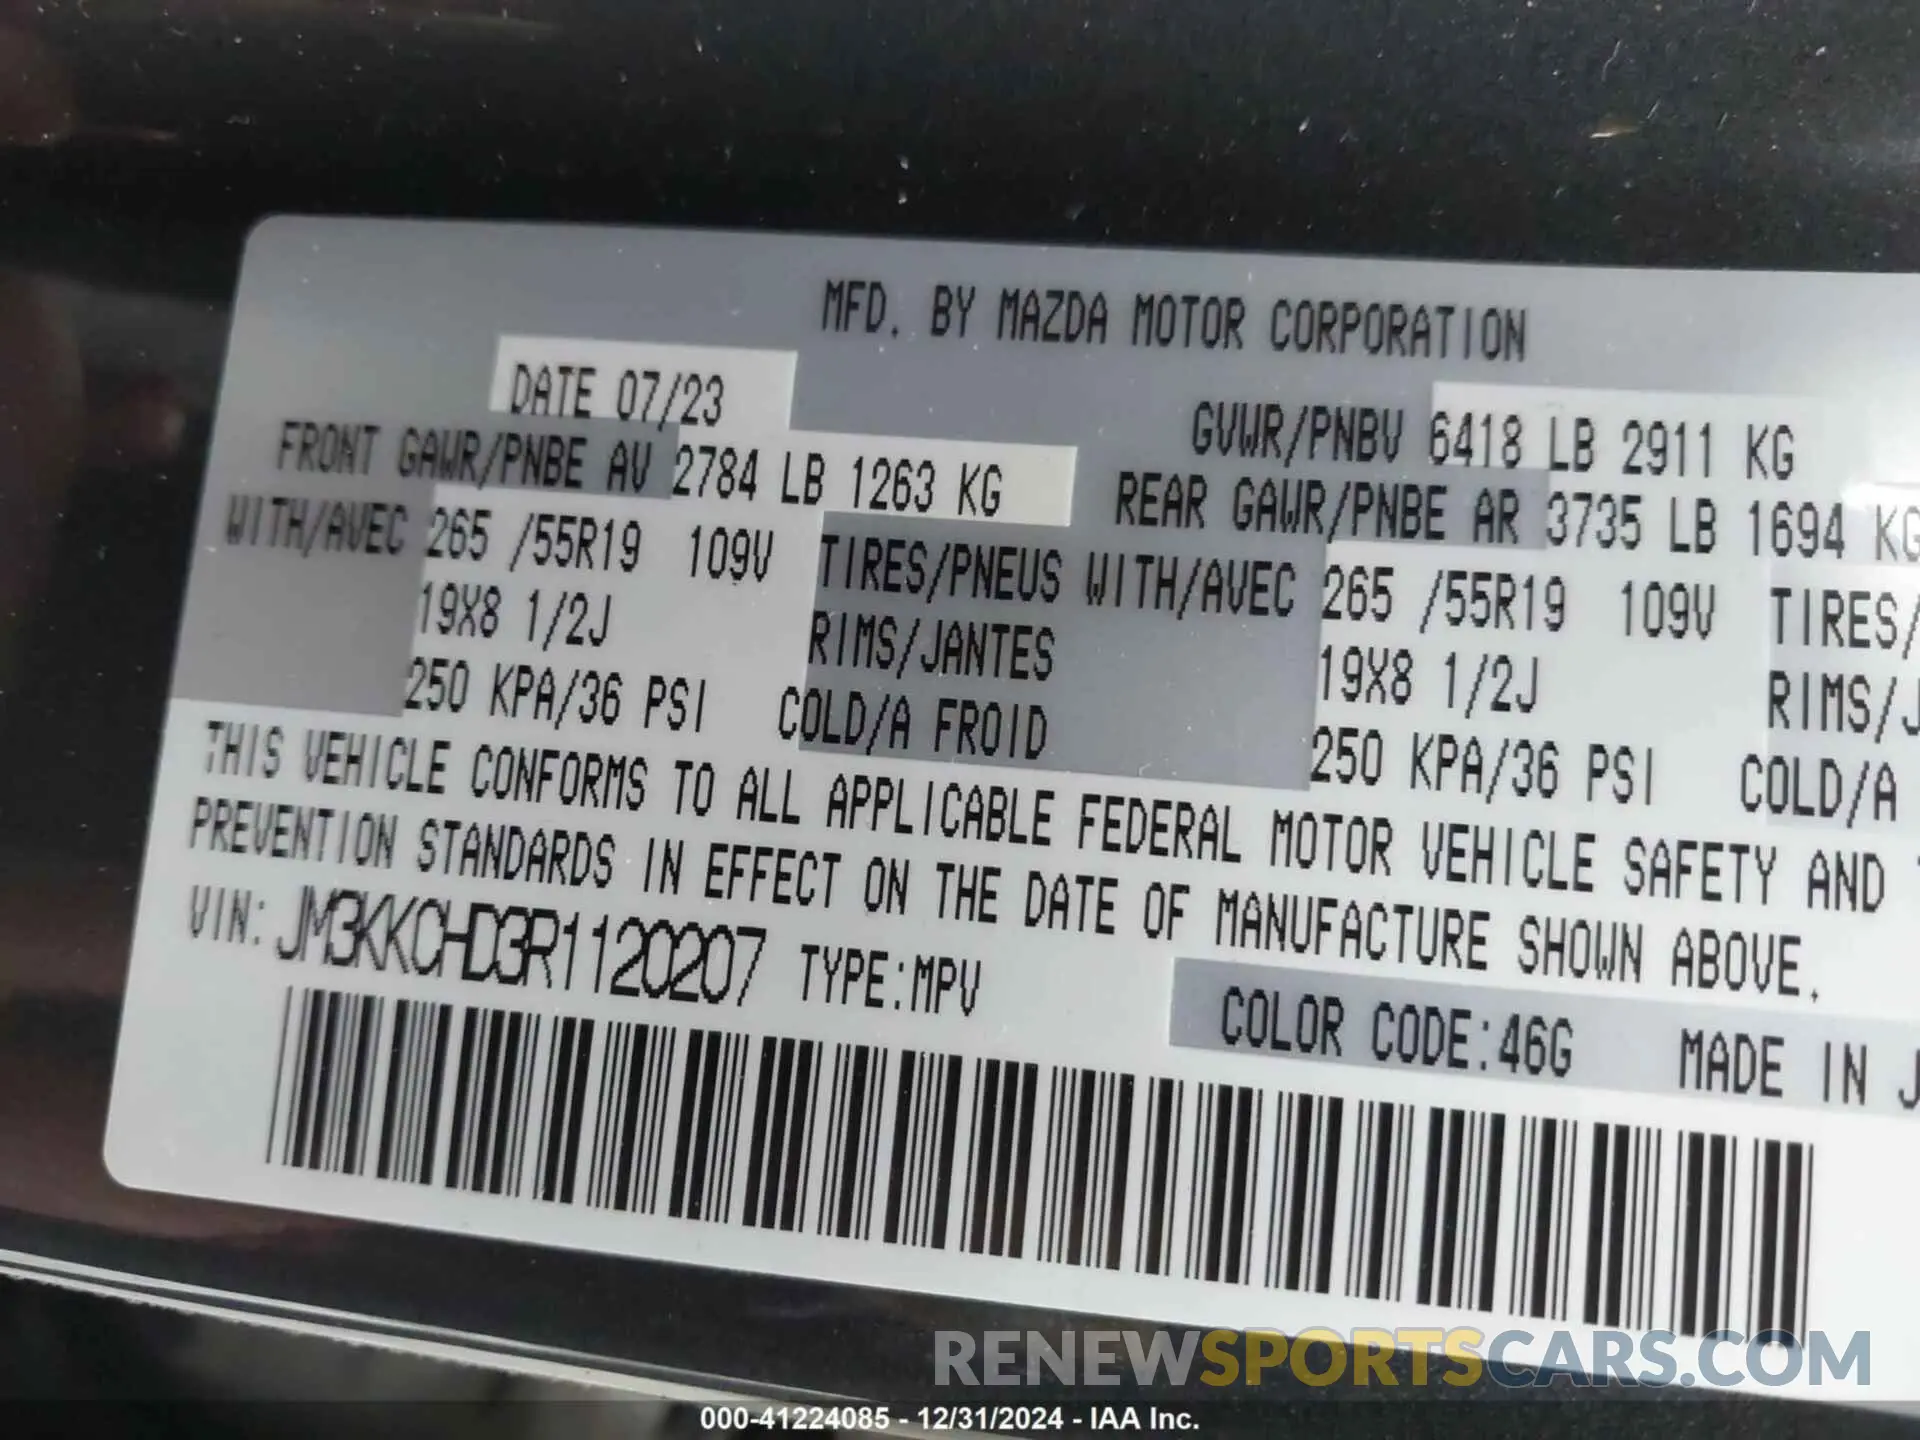 MFD. BY MAZDA MOTOR CORPORATION
DATE 07/23 GVWR/PNBV 6418 LB 2911 KG
FRONT GAWR/PNBE AV 2784 LB 1263 KG REAR GAWR/PNBE AR 3735 LB 1694 KG
WITH/AVEC 265 /55R19 109V TIRES/PNEUS WITH/AVEC 265 /55R19 109V TIRES/
19X8 1/2J RIMS/JANTES 19X8 1/2J RIMS/J
250 KPA/36 PSI COLD/A FROID 250 KPA/36 PSI COLD/A
THIS VEHICLE CONFORMS TO ALL APPLICABLE FEDERAL MOTOR VEHICLE SAFETY AND
PREVENTION STANDARDS IN EFFECT ON THE DATE OF MANUFACTURE SHOWN ABOVE.
VIN: JM3KKCHD3R1120207 TYPE:MPV
COLOR CODE:46G MADE IN J
RENEWSPORTSCARS.COM
000-41224085 - 12/31/2024 - IAA Inc.